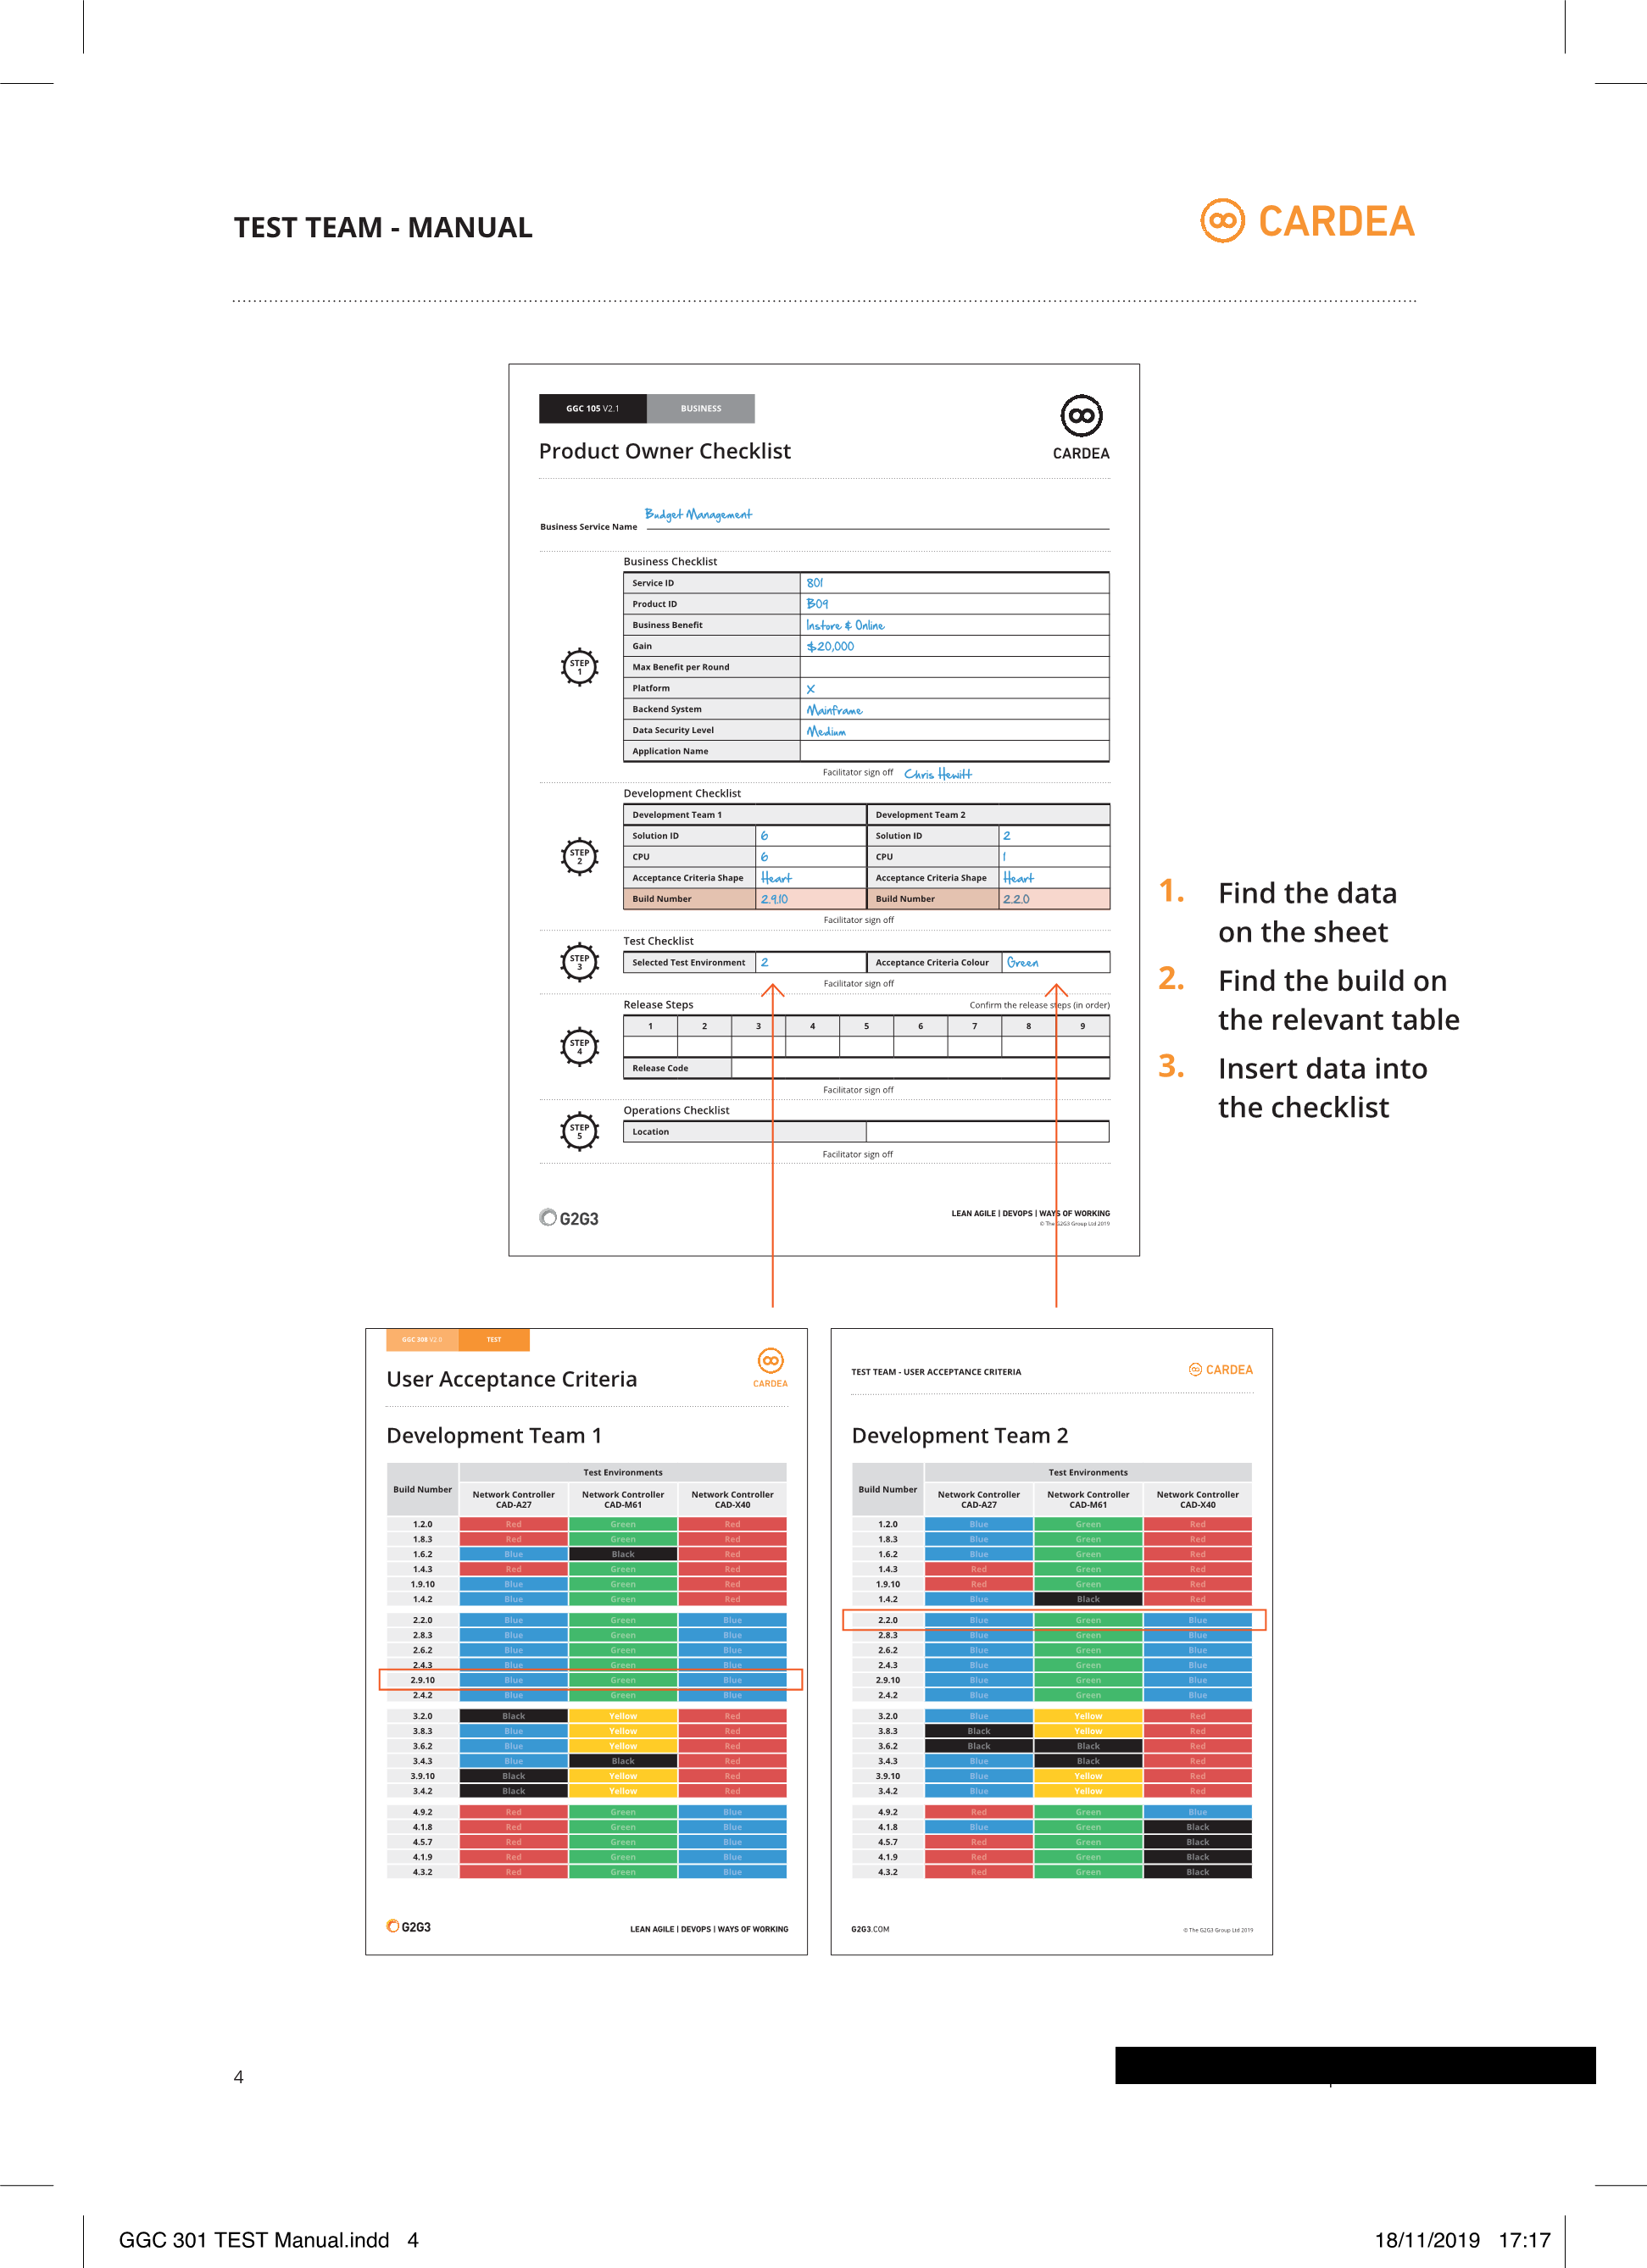 TEST TEAM - MANUAL
CARDEA
GGC 105 V2.1 BUSINESS
Product Owner Checklist
CARDEA
Business Service Name Budget Management
Business Checklist
STEP 1
Service ID 801
Product ID B09
Business Benefit Instore & Online
Gain $20,000
Max Benefit per Round
Platform X
Backend System Mainframe
Data Security Level Medium
Application Name
Facilitator sign off Chris Hewitt
Development Checklist
STEP 2
Development Team 1 Development Team 2
Solution ID 6 Solution ID 2
CPU 6 CPU 1
Acceptance Criteria Shape Heart Acceptance Criteria Shape Heart
Build Number 2.9.10 Build Number 2.2.0
Facilitator sign off
Test Checklist
STEP 3
Selected Test Environment 2 Acceptance Criteria Colour Green
Facilitator sign off
Release Steps Confirm the release steps (in order)
STEP 4
1 2 3 4 5 6 7 8 9
Release Code
Facilitator sign off
Operations Checklist
STEP 5
Location
Facilitator sign off
G2G3
LEAN AGILE | DEVOPS | WAYS OF WORKING
© The G2G3 Group Ltd 2019
1. Find the data
on the sheet
2. Find the build on
the relevant table
3. Insert data into
the checklist
GGC 308 V2.0 TEST
User Acceptance Criteria
CARDEA
Development Team 1
Build Number Test Environments
Network Controller CAD-A27 Network Controller CAD-M61 Network Controller CAD-X40
1.2.0 Red Green Red
1.8.3 Red Green Red
1.6.2 Blue Black Red
1.4.3 Red Green Red
1.9.10 Blue Green Red
1.4.2 Blue Green Red
2.2.0 Blue Green Blue
2.8.3 Blue Green Blue
2.6.2 Blue Green Blue
2.4.3 Blue Green Blue
2.9.10 Blue Green Blue
2.4.2 Blue Green Blue
3.2.0 Black Yellow Red
3.8.3 Blue Yellow Red
3.6.2 Blue Yellow Red
3.4.3 Blue Black Red
3.9.10 Black Yellow Red
3.4.2 Black Yellow Red
4.9.2 Red Green Blue
4.1.8 Red Green Blue
4.5.7 Red Green Blue
4.1.9 Red Green Blue
4.3.2 Red Green Blue
G2G3
LEAN AGILE | DEVOPS | WAYS OF WORKING
TEST TEAM - USER ACCEPTANCE CRITERIA
CARDEA
Development Team 2
Build Number Test Environments
Network Controller CAD-A27 Network Controller CAD-M61 Network Controller CAD-X40
1.2.0 Blue Green Red
1.8.3 Blue Green Red
1.6.2 Blue Green Red
1.4.3 Red Green Red
1.9.10 Red Green Red
1.4.2 Blue Black Red
2.2.0 Blue Green Blue
2.8.3 Blue Green Blue
2.6.2 Blue Green Blue
2.4.3 Blue Green Blue
2.9.10 Blue Green Blue
2.4.2 Blue Green Blue
3.2.0 Blue Yellow Red
3.8.3 Black Yellow Red
3.6.2 Black Black Red
3.4.3 Blue Black Red
3.9.10 Blue Yellow Red
3.4.2 Blue Yellow Red
4.9.2 Red Green Blue
4.1.8 Blue Green Black
4.5.7 Red Green Black
4.1.9 Red Green Black
4.3.2 Red Green Black
G2G3.COM
© The G2G3 Group Ltd 2019
4
GGC 301 TEST Manual.indd 4
18/11/2019 17:17